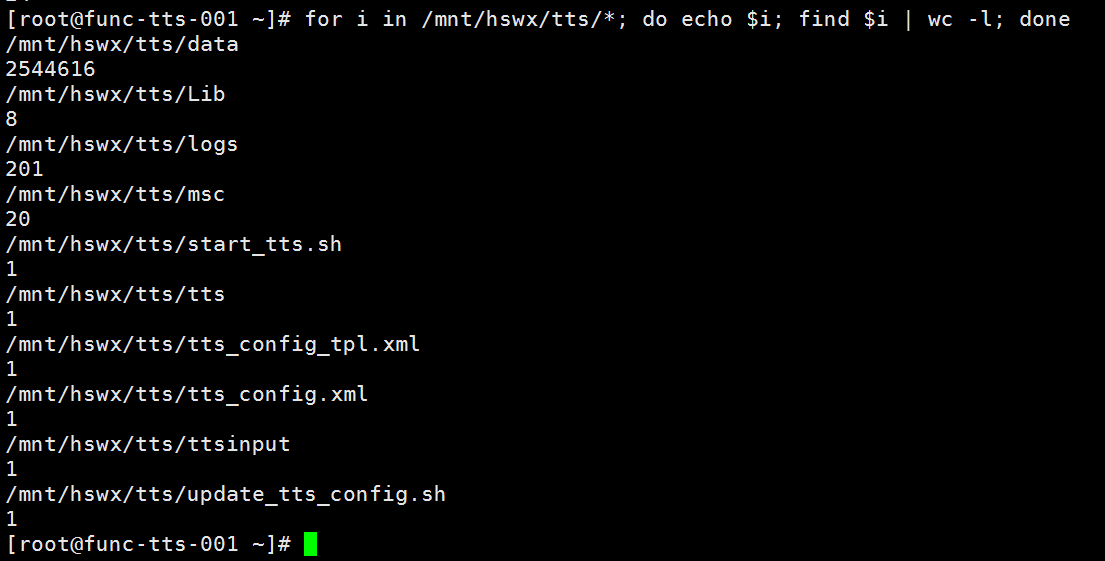 [root@func-tts-001 ~]# for i in /mnt/hswx/tts/*; do echo $i; find $i | wc -l; done
/mnt/hswx/tts/data
2544616
/mnt/hswx/tts/Lib
8
/mnt/hswx/tts/logs
201
/mnt/hswx/tts/msc
20
/mnt/hswx/tts/start_tts.sh
1
/mnt/hswx/tts/tts
1
/mnt/hswx/tts/tts_config_tpl.xml
1
/mnt/hswx/tts/tts_config.xml
1
/mnt/hswx/tts/ttsinput
1
/mnt/hswx/tts/update_tts_config.sh
1
[root@func-tts-001 ~]#